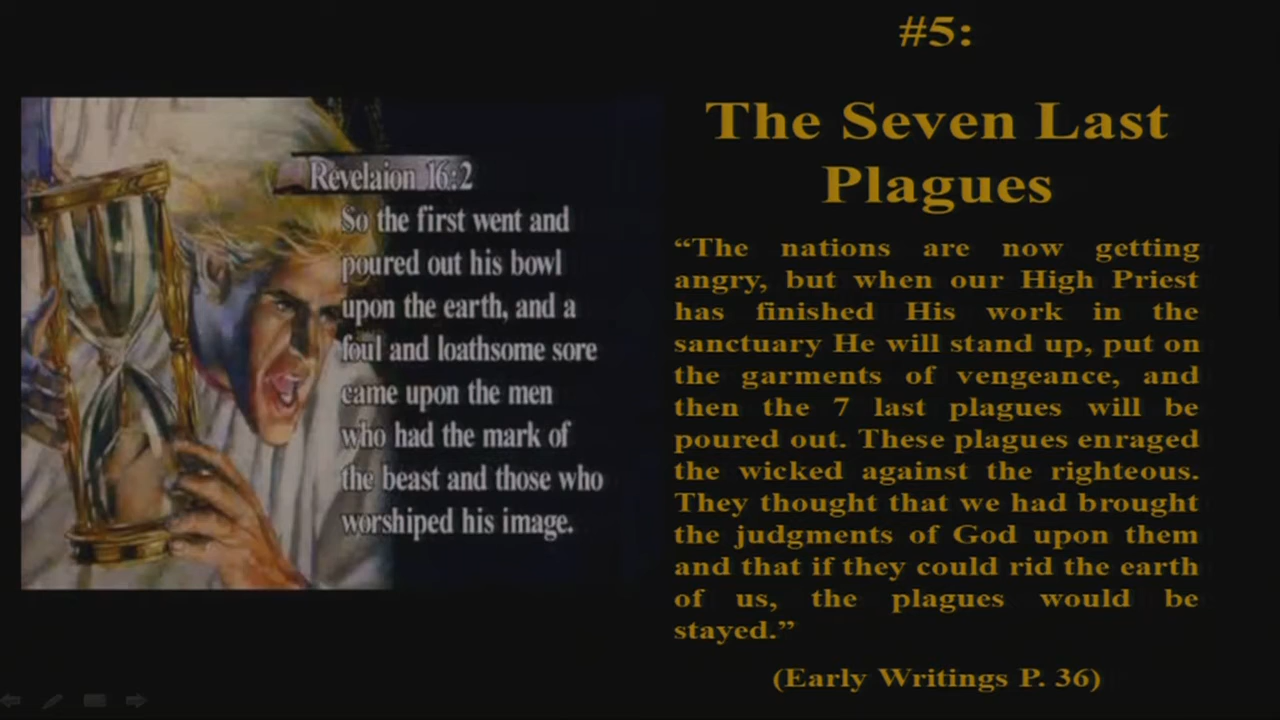 Revelaion 16:2
So the first went and
poured out his bowl
upon the earth, and a
foul and loathsome sore
came upon the men
who had the mark of
the beast and those who
worshiped his image.
#5:
The Seven Last
Plagues
“The nations are now getting
angry, but when our High Priest
has finished His work in the
sanctuary He will stand up, put on
the garments of vengeance, and
then the 7 last plagues will be
poured out. These plagues enraged
the wicked against the righteous.
They thought that we had brought
the judgments of God upon them
and that if they could rid the earth
of us, the plagues would be
stayed.”
(Early Writings P. 36)